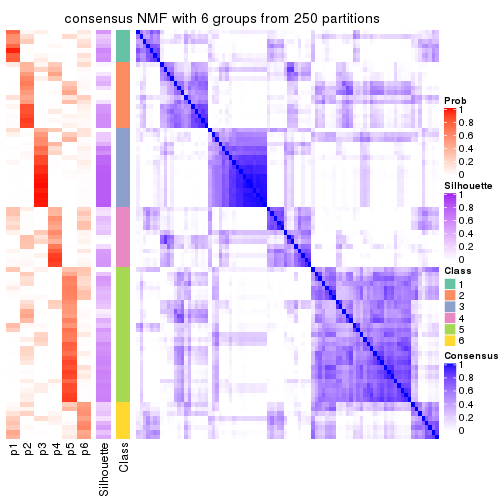 consensus NMF with 6 groups from 250 partitions
Prob
1
0.8
0.6
0.4
0.2
0
Silhouette
1
0.8
0.6
0.4
0.2
0
Class
1
2
3
4
5
6
Consensus
1
0.8
0.6
0.4
0.2
0
p1
p2
p3
p4
p5
p6
Silhouette
Class